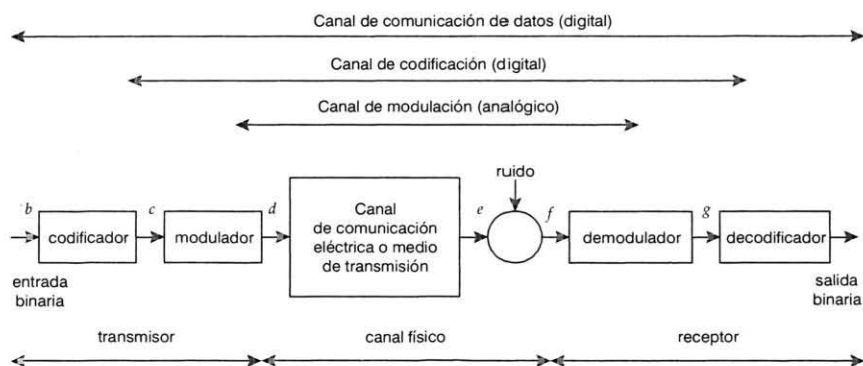 Canal de comunicación de datos (digital)
Canal de codificación (digital)
Canal de modulación (analógico)
ruido
b
codificador
c
modulador
d
Canal
de comunicación
eléctrica o medio
de transmisión
e
f
demodulador
g
decodificador
entrada
binaria
salida
binaria
transmisor
canal físico
receptor